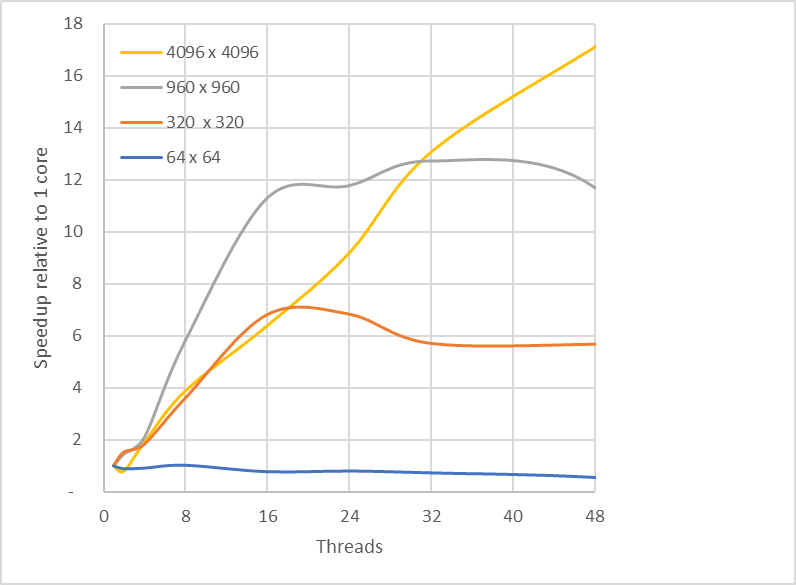 18
16
14
12
10
8
6
4
2
-
Speedup relative to 1 core
4096 x 4096
960 x 960
320  x 320
64 x 64
0 8 16 24 32 40 48
Threads